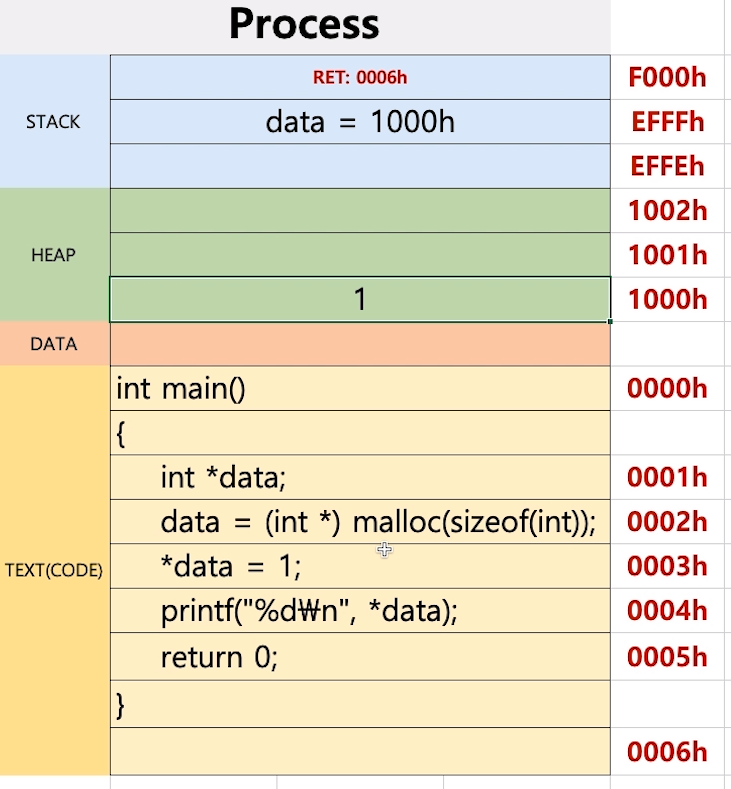 Process
STACK
RET: 0006h F000h
data = 1000h EFFFh
EFFEh
HEAP
1002h
1001h
1 1000h
DATA
TEXT(CODE)
int main() 0000h
{
int *data; 0001h
data = (int *) malloc(sizeof(int)); 0002h
*data = 1; 0003h
printf("%d₩n", *data); 0004h
return 0; 0005h
}
0006h